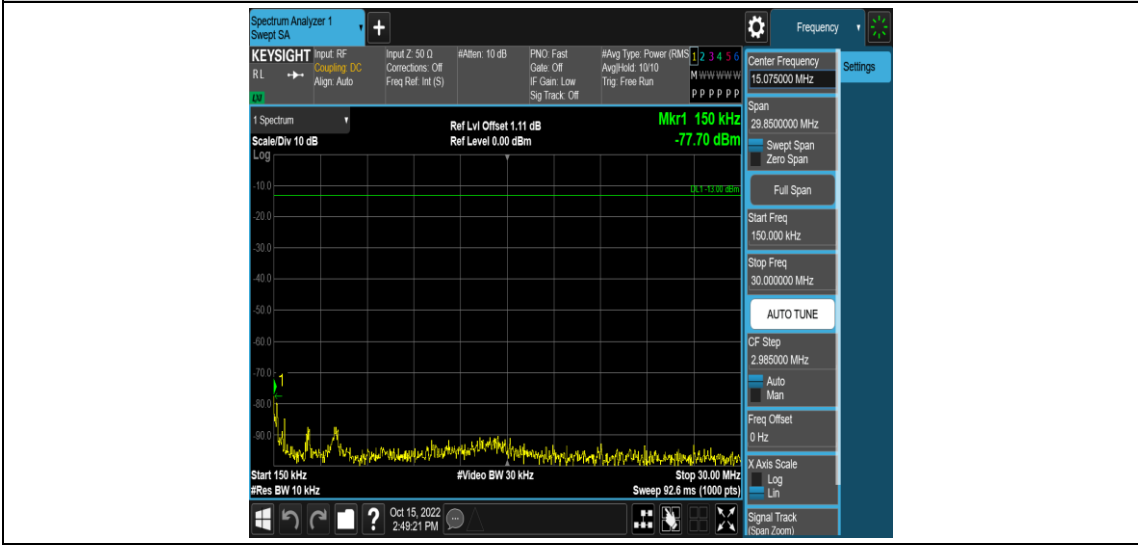 Spectrum Analyzer 1
Swept SA
+
Frequency
KEYSIGHT
RL
LM
Input: RF
Coupling: DC
Align: Auto
Input Z: 50 Ω
Corrections: Off
Freq Ref: Int (S)
#Atten: 10 dB
PNO: Fast
Gate: Off
IF Gain: Low
Sig Track: Off
#Avg Type: Power (RMS
Avg|Hold: 10/10
Trig: Free Run
1 2 3 4 5 6
M W W W W W
P P P P P P
1 Spectrum
Scale/Div 10 dB
Log
Ref Lvl Offset 1.11 dB
Ref Level 0.00 dBm
Mkr1 150 kHz
-77.70 dBm
DL1 -13.00 dBm
-10.0
-20.0
-30.0
-40.0
-50.0
-60.0
-70.0
1
-80.0
-90.0
Start 150 kHz
#Video BW 30 kHz
Stop 30.00 MHz
#Res BW 10 kHz
Sweep 92.6 ms (1000 pts)
?
Oct 15, 2022
2:49:21 PM
Center Frequency
15.075000 MHz
Settings
Span
29.8500000 MHz
Swept Span
Zero Span
Full Span
Start Freq
150.000 kHz
Stop Freq
30.000000 MHz
AUTO TUNE
CF Step
2.985000 MHz
Auto
Man
Freq Offset
0 Hz
X Axis Scale
Log
Lin
Signal Track
(Span Zoom)